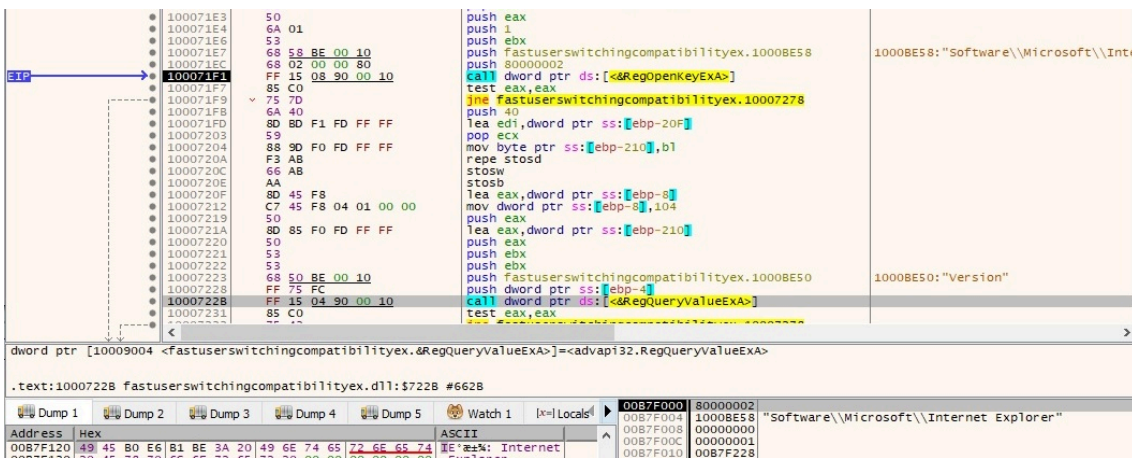 100071E3 50 push eax
100071E4 6A 01 push 1
100071E6 53 push ebx
100071E7 68 58 BE 00 10 push fastuserswitchingcompatibilityex.1000BE58 1000BE58:"Software\\Microsoft\\Inte
100071EC 68 02 00 00 80 push 80000002
EIP 100071F1 FF 15 08 90 00 10 call dword ptr ds:[<&RegOpenKeyExA>]
100071F7 85 C0 test eax,eax
100071F9 75 7D jne fastuserswitchingcompatibilityex.10007278
100071FB 6A 40 push 40
100071FD 8D BD F1 FD FF FF lea edi,dword ptr ss:[ebp-20F]
10007203 59 pop ecx
10007204 88 9D F0 FD FF FF mov byte ptr ss:[ebp-210],bl
1000720A F3 AB repe stosd
1000720C 66 AB stosw
1000720E AA stosb
1000720F 8D 45 F8 lea eax,dword ptr ss:[ebp-8]
10007212 C7 45 F8 04 01 00 00 mov dword ptr ss:[ebp-8],104
10007219 50 push eax
1000721A 8D 85 F0 FD FF FF lea eax,dword ptr ss:[ebp-210]
10007220 50 push eax
10007221 53 push ebx
10007222 53 push ebx
10007223 68 50 BE 00 10 push fastuserswitchingcompatibilityex.1000BE50 1000BE50:"Version"
10007228 FF 75 FC push dword ptr ss:[ebp-4]
1000722B FF 15 04 90 00 10 call dword ptr ds:[<&RegQueryValueExA>]
10007231 85 C0 test eax,eax
dword ptr [10009004 <fastuserswitchingcompatibilityex.&RegQueryValueExA>]=<advapi32.RegQueryValueExA>
.text:1000722B fastuserswitchingcompatibilityex.dll:$722B #662B
Dump 1 Dump 2 Dump 3 Dump 4 Dump 5 Watch 1 [x=] Locals
Address Hex ASCII
00B7F120 49 45 B0 E6 B1 BE 3A 20 49 6E 74 65 72 6E 65 74 IE°æ±¾: Internet
00B7F000 80000002
00B7F004 1000BE58 "Software\\Microsoft\\Internet Explorer"
00B7F008 00000000
00B7F00C 00000001
00B7F010 00B7F228